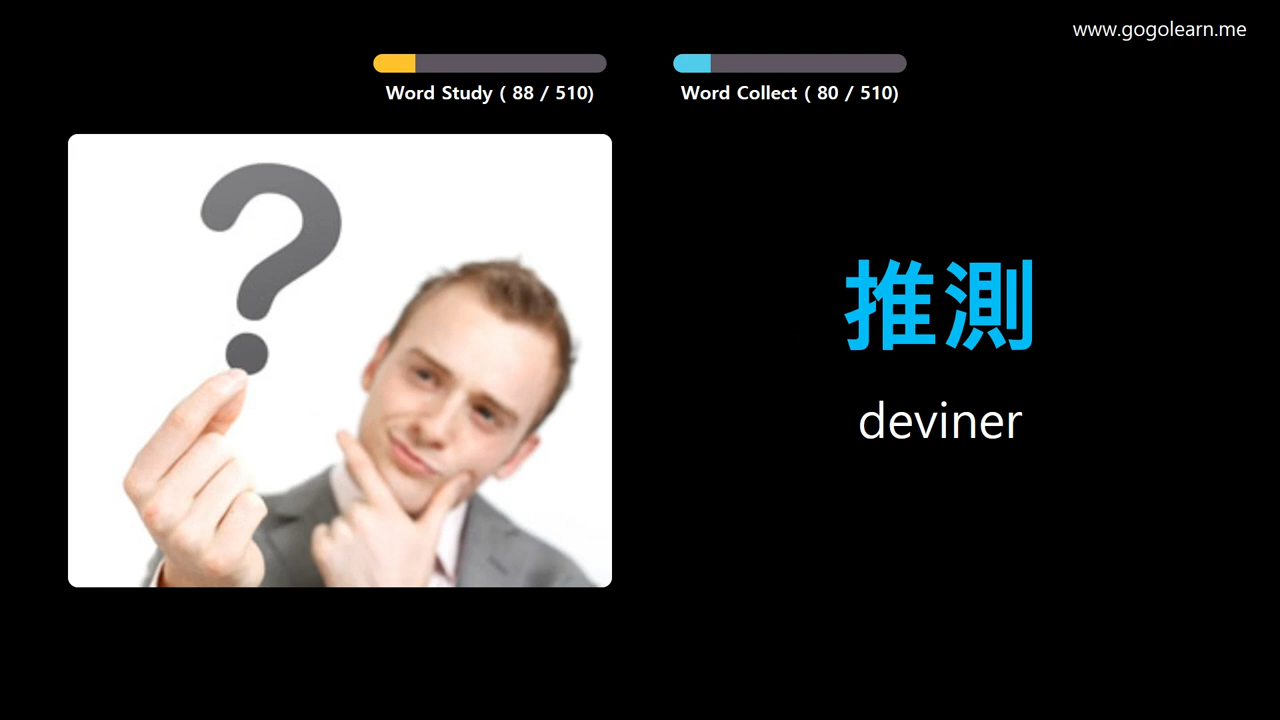 www.gogolearn.me
Word Study ( 88 / 510)
Word Collect ( 80 / 510)
?
推測
deviner